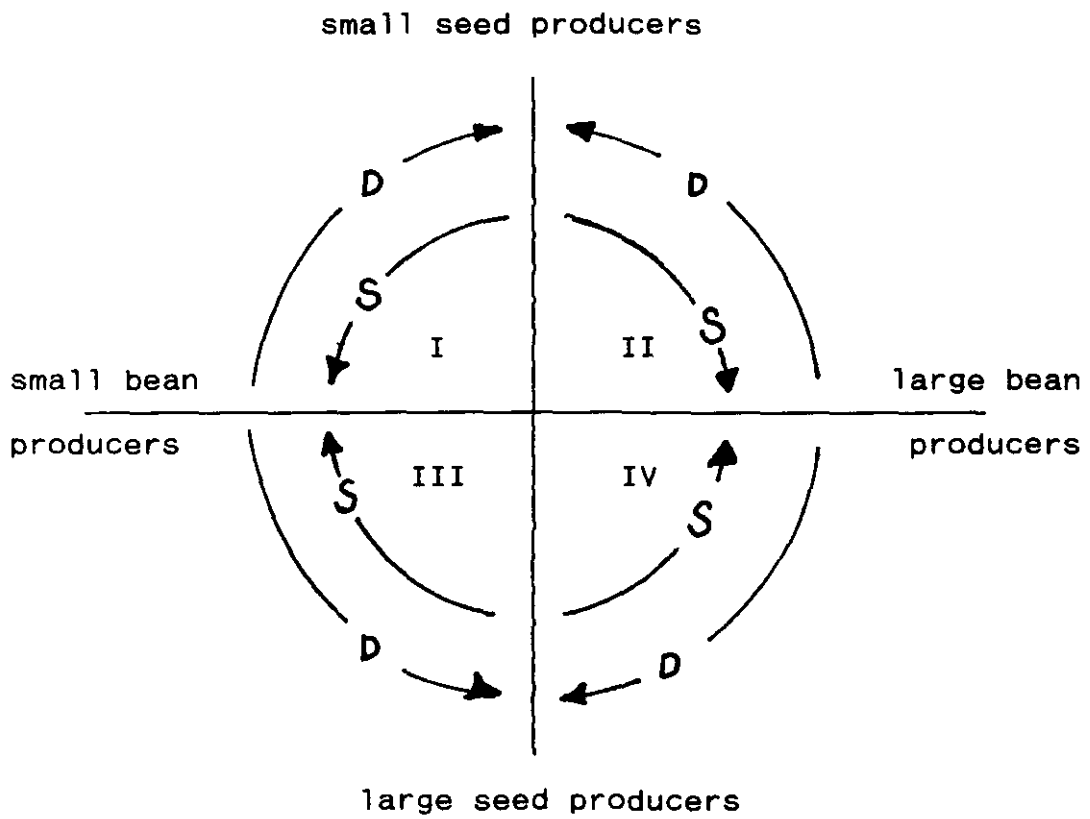 small seed producers
D D
S S
I II
small bean large bean
producers producers
III IV
S S
D D
large seed producers